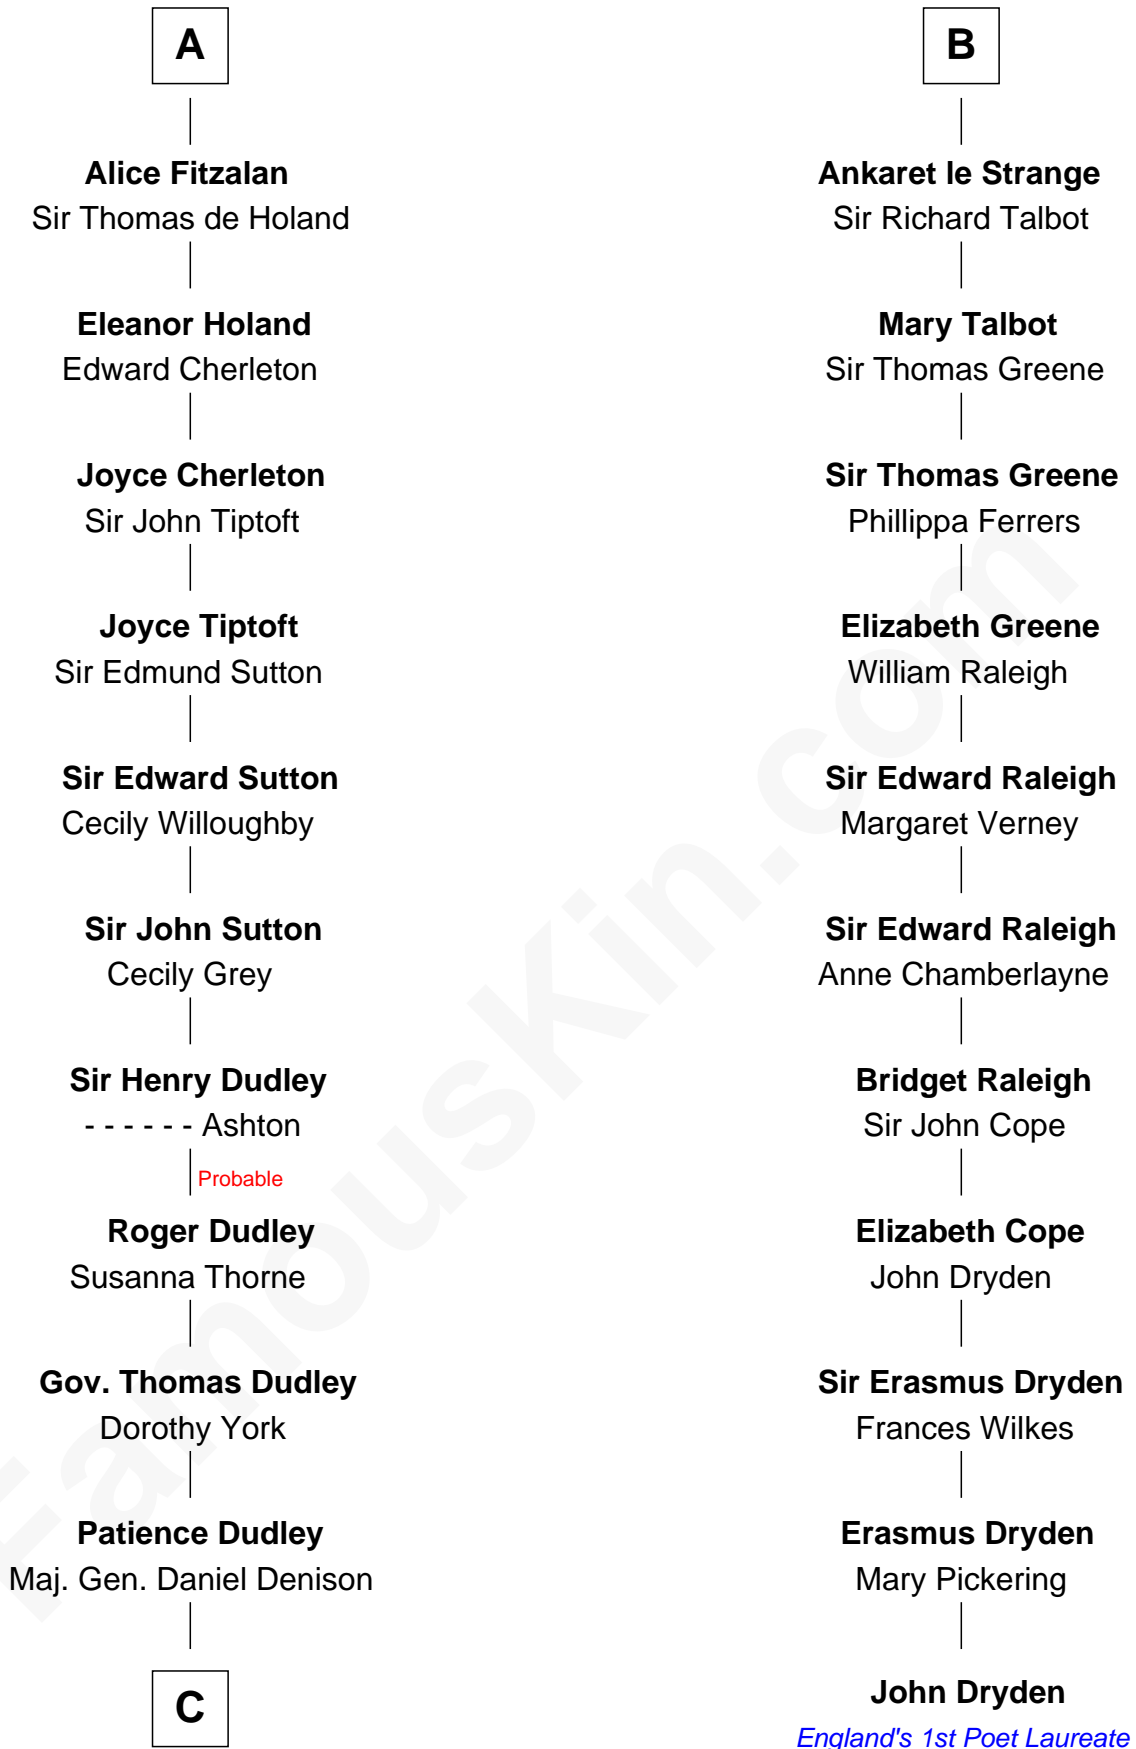 A
Alice Fitzalan
Sir Thomas de Holand
Eleanor Holand
Edward Cherleton
Joyce Cherleton
Sir John Tiptoft
Joyce Tiptoft
Sir Edmund Sutton
Sir Edward Sutton
Cecily Willoughby
Sir John Sutton
Cecily Grey
Sir Henry Dudley
- - - - - - Ashton
Probable
Roger Dudley
Susanna Thorne
Gov. Thomas Dudley
Dorothy York
Patience Dudley
Maj. Gen. Daniel Denison
C
B
Ankaret le Strange
Sir Richard Talbot
Mary Talbot
Sir Thomas Greene
Sir Thomas Greene
Phillippa Ferrers
Elizabeth Greene
William Raleigh
Sir Edward Raleigh
Margaret Verney
Sir Edward Raleigh
Anne Chamberlayne
Bridget Raleigh
Sir John Cope
Elizabeth Cope
John Dryden
Sir Erasmus Dryden
Frances Wilkes
Erasmus Dryden
Mary Pickering
John Dryden
England's 1st Poet Laureate
FamousKin.com